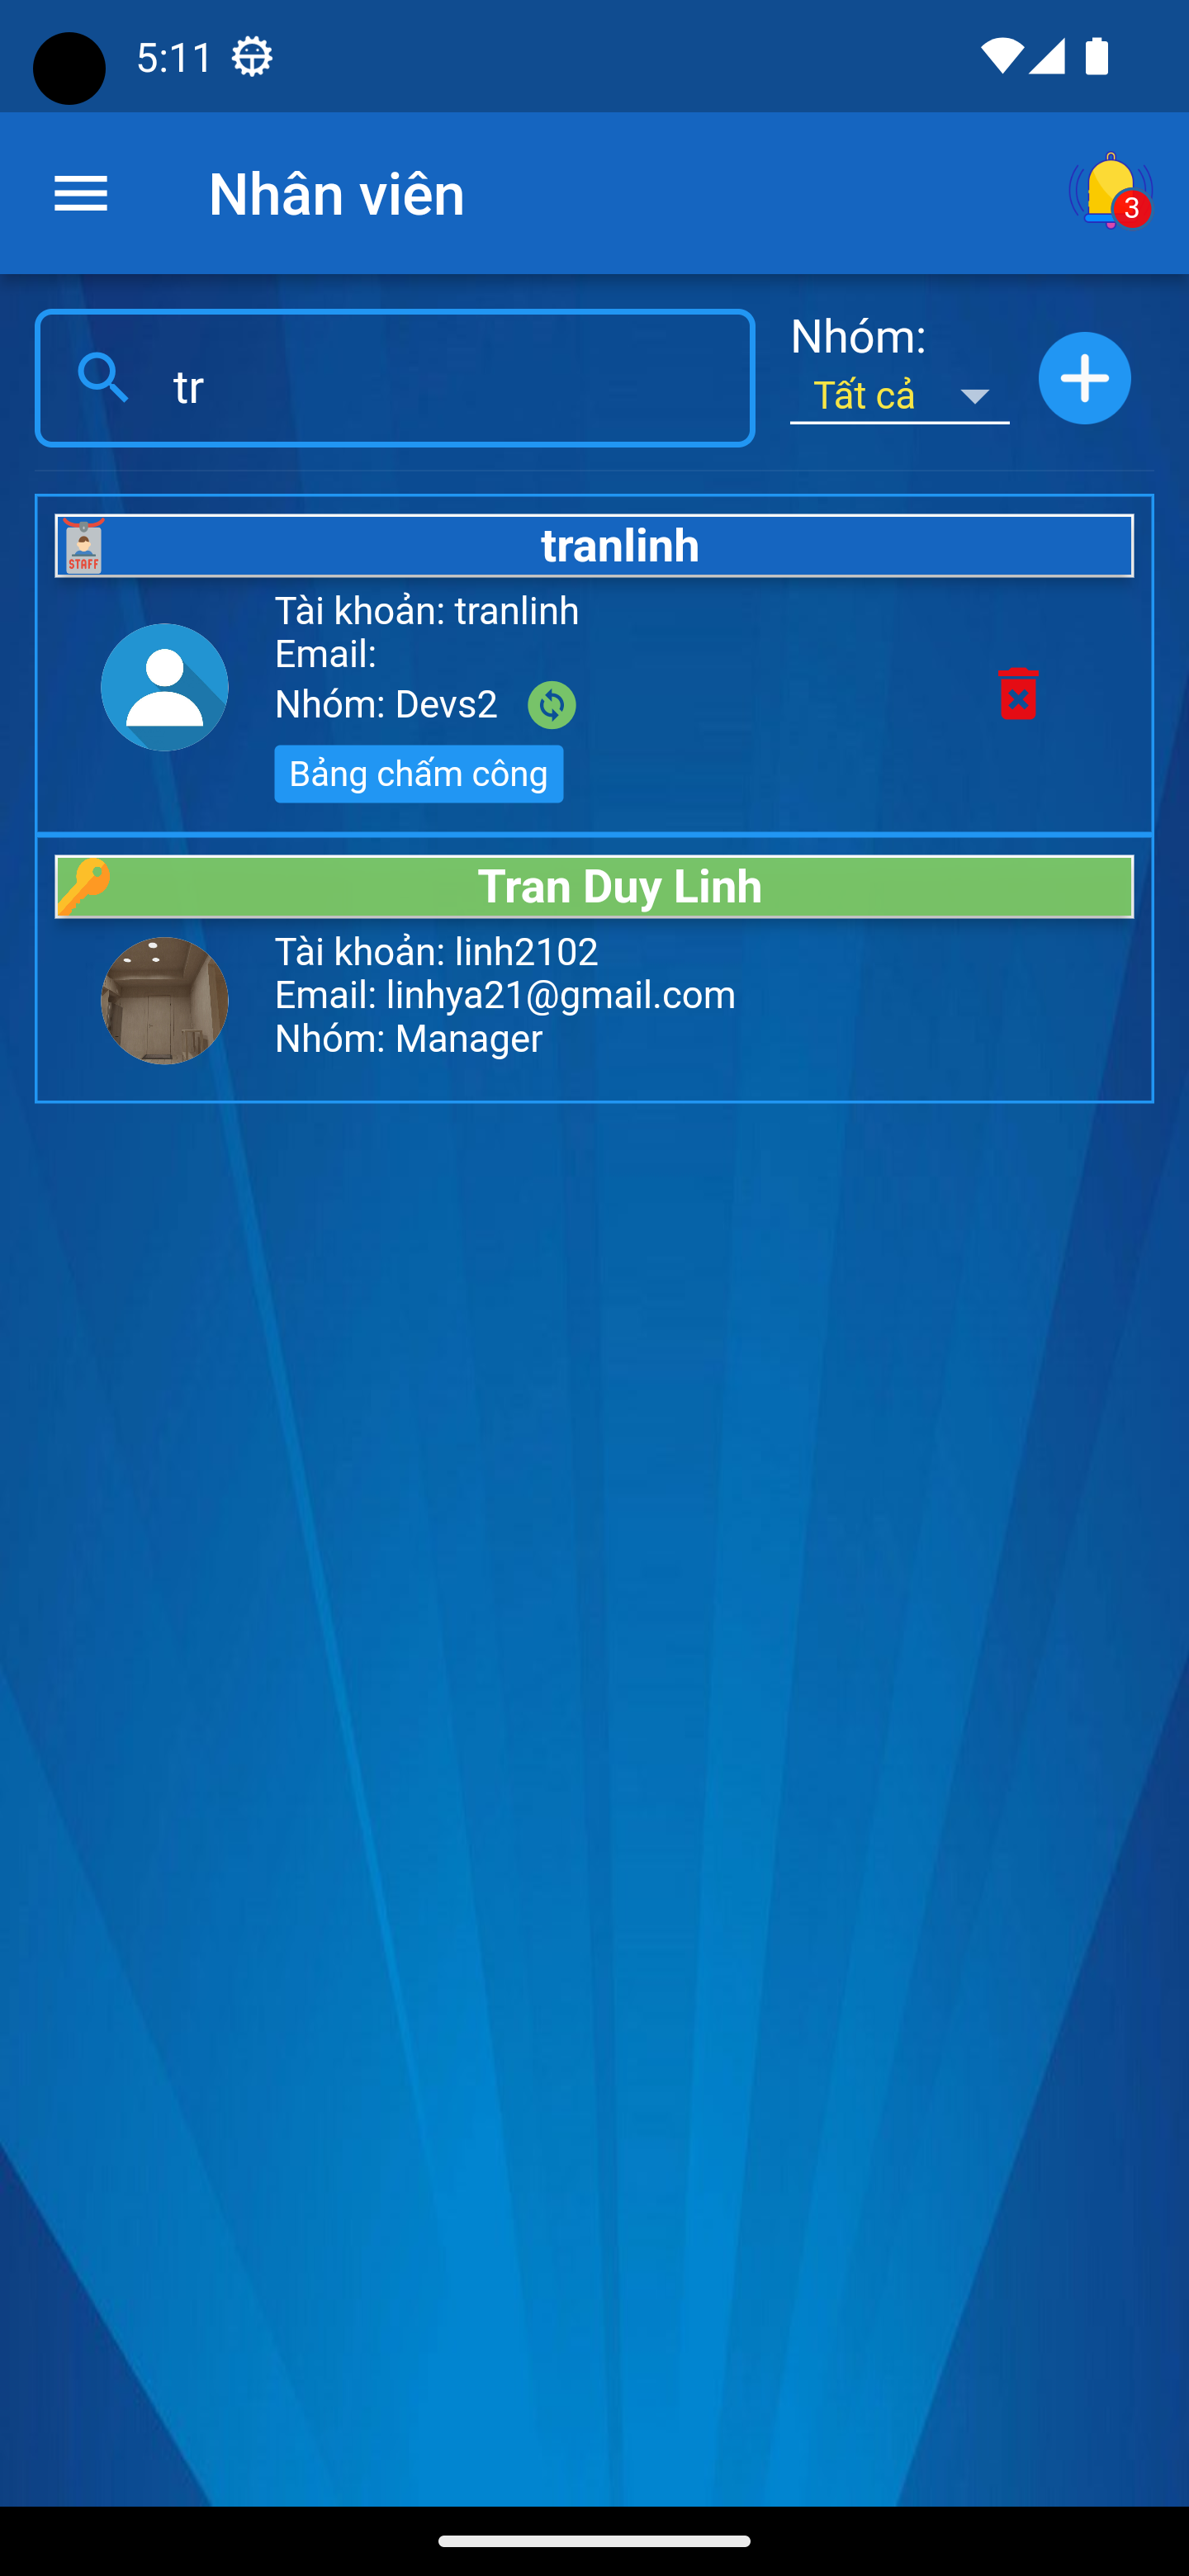 5:11
Nhân viên
3
tr
Nhóm:
Tất cả
STAFF
tranlinh
Tài khoản: tranlinh
Email:
Nhóm: Devs2
Bảng chấm công
Tran Duy Linh
Tài khoản: linh2102
Email: linhya21@gmail.com
Nhóm: Manager